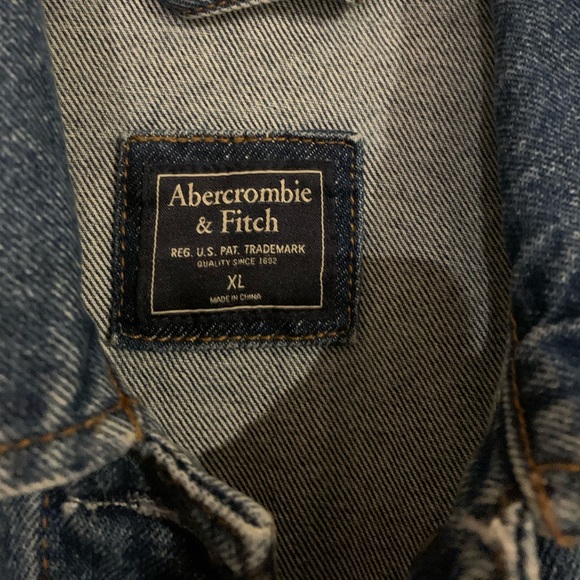 Abercrombie
& Fitch
REG. U.S. PAT. TRADEMARK
QUALITY SINCE 1892
XL
MADE IN CHINA